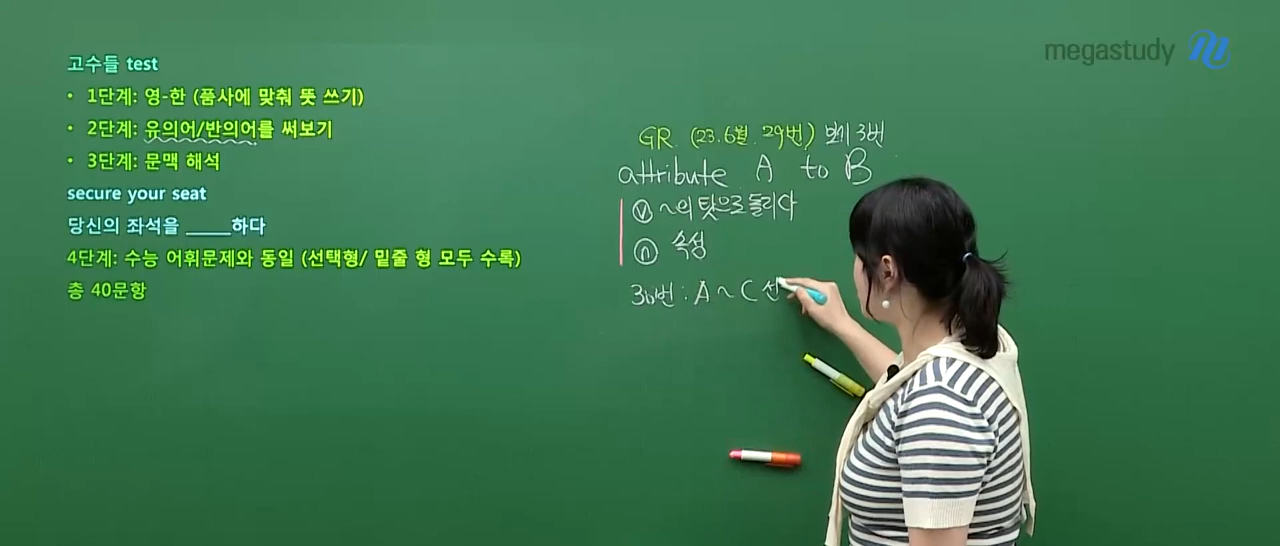 고수들 test
• 1단계: 영-한 (품사에 맞춰 뜻 쓰기)
• 2단계: 유의어/반의어를 써보기
• 3단계: 문맥 해석
secure your seat
당신의 좌석을 _____하다
4단계: 수능 어휘문제와 동일 (선택형/ 밑줄 형 모두 수록)
총 40문항
megastudy
GR (23.6월. 29번) 보기 3번
attribute A to B
ⓥ ~의 탓으로 돌리다
ⓝ 속성
30번 : A ~ C 선